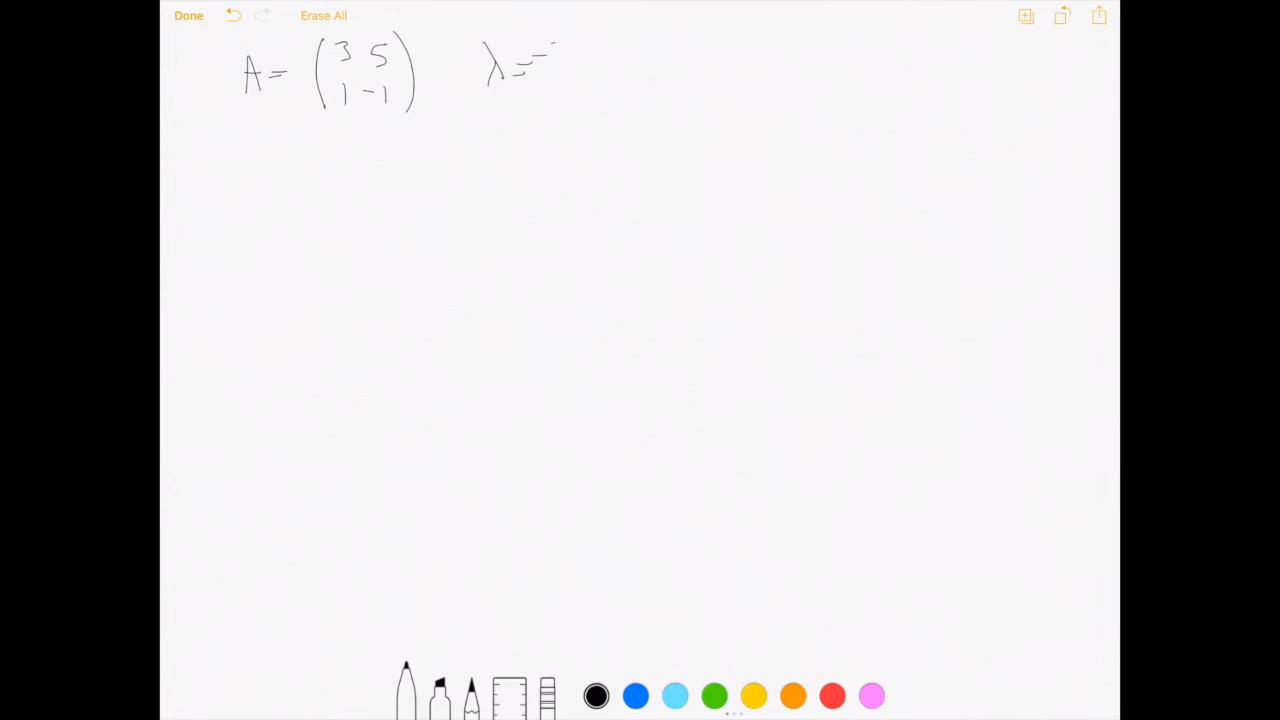 Done Erase All
A = ( 3 5 λ = -
1 -1 )